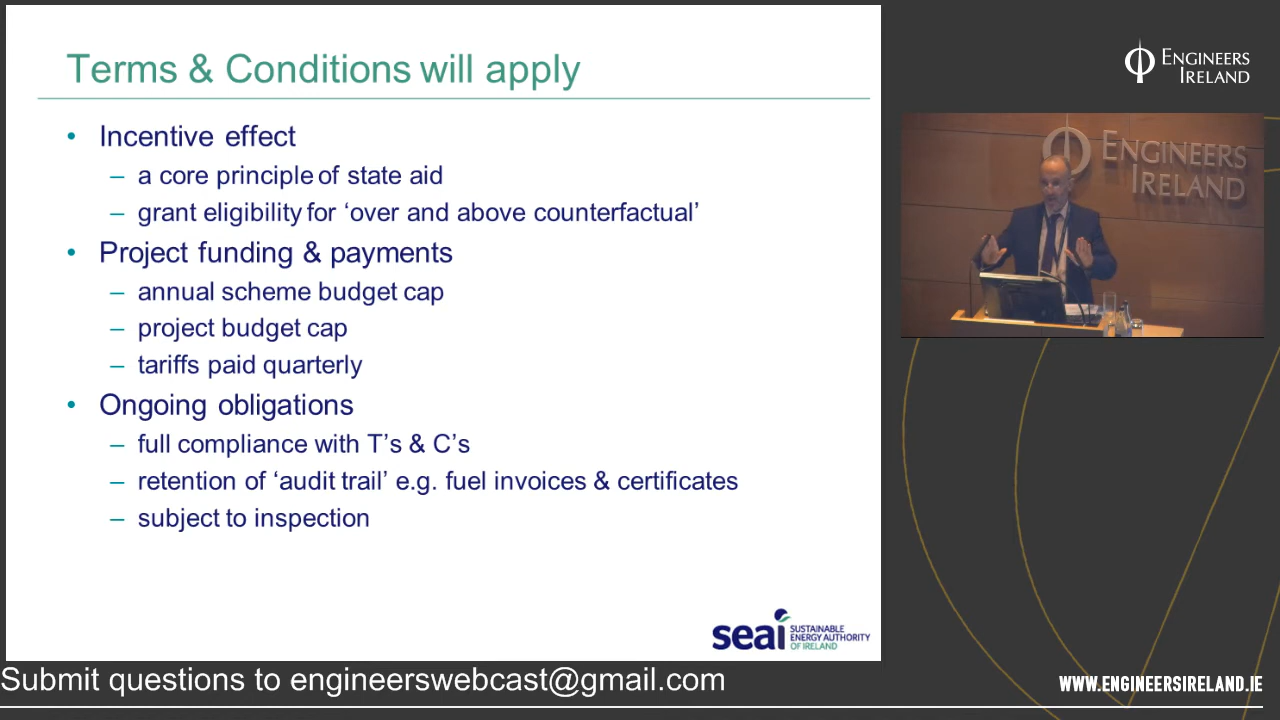 Terms & Conditions will apply
• Incentive effect
– a core principle of state aid
– grant eligibility for ‘over and above counterfactual’
• Project funding & payments
– annual scheme budget cap
– project budget cap
– tariffs paid quarterly
• Ongoing obligations
– full compliance with T’s & C’s
– retention of ‘audit trail’ e.g. fuel invoices & certificates
– subject to inspection
seai
SUSTAINABLE
ENERGY AUTHORITY
OF IRELAND
ENGINEERS
IRELAND
ENGINEERS
IRELAND
Submit questions to engineerswebcast@gmail.com
WWW.ENGINEERSIRELAND.IE